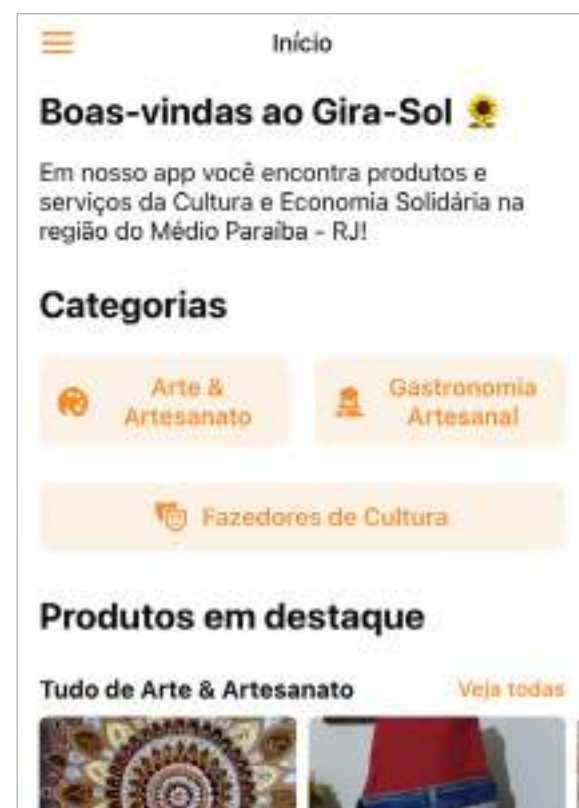 Início
Boas-vindas ao Gira-Sol 🌻
Em nosso app você encontra produtos e
serviços da Cultura e Economia Solidária na
região do Médio Paraíba - RJ!
Categorias
Arte &
Artesanato
Gastronomia
Artesanal
Fazedores de Cultura
Produtos em destaque
Tudo de Arte & Artesanato Veja todas